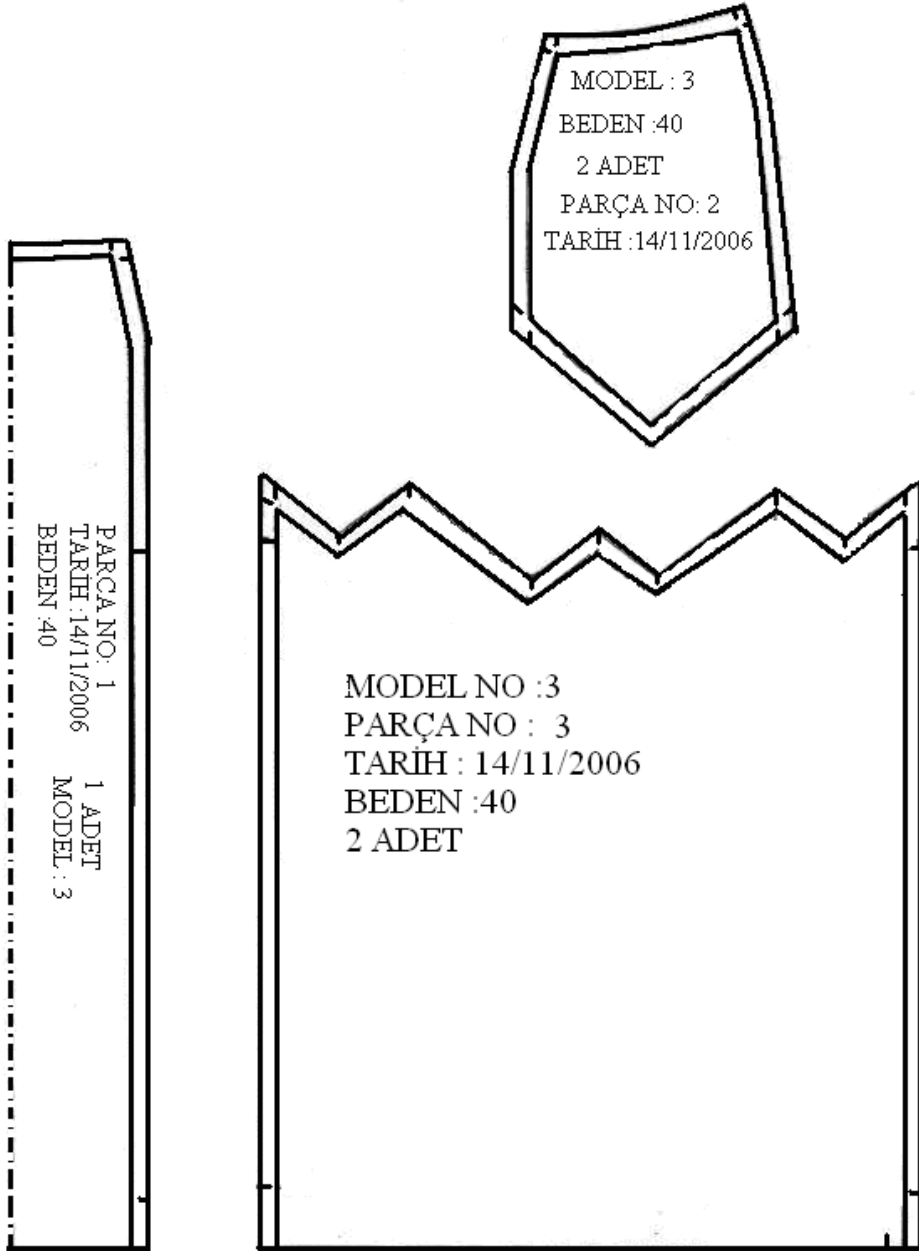 MODEL : 3
BEDEN :40
2 ADET
PARÇA NO: 2
TARİH :14/11/2006
PARCA NO: 1
TARİH :14/11/2006
BEDEN :40
1 ADET
MODEL : 3
MODEL NO :3
PARÇA NO : 3
TARİH : 14/11/2006
BEDEN :40
2 ADET